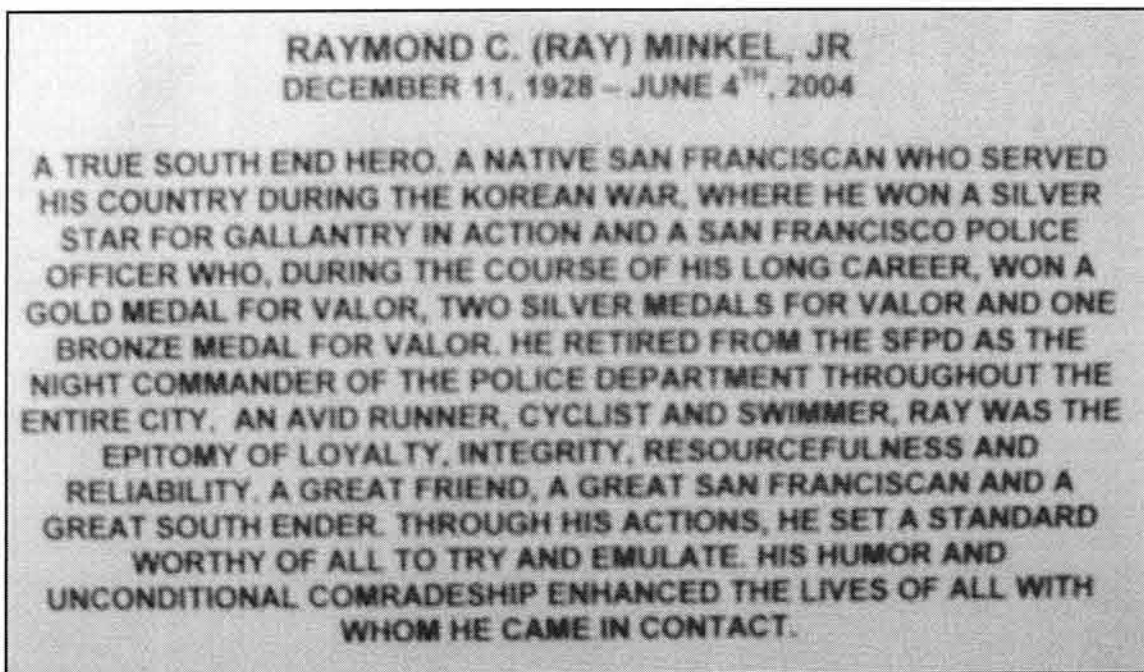 RAYMOND C. (RAY) MINKEL, JR
DECEMBER 11, 1928 – JUNE 4TH, 2004
A TRUE SOUTH END HERO. A NATIVE SAN FRANCISCAN WHO SERVED
HIS COUNTRY DURING THE KOREAN WAR, WHERE HE WON A SILVER
STAR FOR GALLANTRY IN ACTION AND A SAN FRANCISCO POLICE
OFFICER WHO, DURING THE COURSE OF HIS LONG CAREER, WON A
GOLD MEDAL FOR VALOR, TWO SILVER MEDALS FOR VALOR AND ONE
BRONZE MEDAL FOR VALOR. HE RETIRED FROM THE SFPD AS THE
NIGHT COMMANDER OF THE POLICE DEPARTMENT THROUGHOUT THE
ENTIRE CITY. AN AVID RUNNER, CYCLIST AND SWIMMER, RAY WAS THE
EPITOMY OF LOYALTY, INTEGRITY, RESOURCEFULNESS AND
RELIABILITY. A GREAT FRIEND, A GREAT SAN FRANCISCAN AND A
GREAT SOUTH ENDER. THROUGH HIS ACTIONS, HE SET A STANDARD
WORTHY OF ALL TO TRY AND EMULATE. HIS HUMOR AND
UNCONDITIONAL COMRADESHIP ENHANCED THE LIVES OF ALL WITH
WHOM HE CAME IN CONTACT.